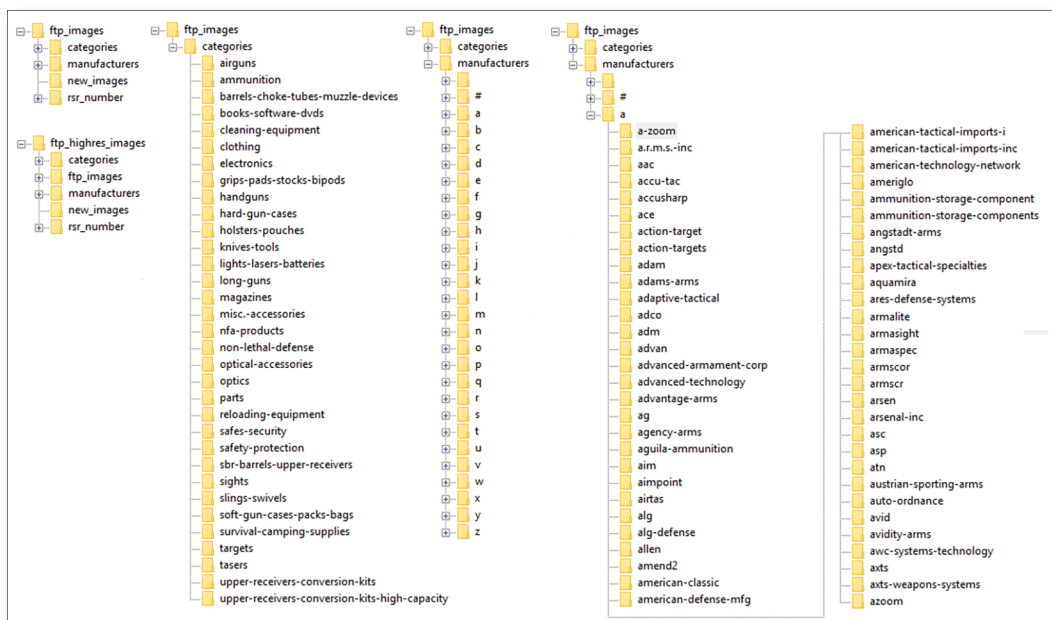 ftp_images
categories
manufacturers
new_images
rsr_number
ftp_highres_images
categories
ftp_images
manufacturers
new_images
rsr_number
ftp_images
categories
airguns
ammunition
barrels-choke-tubes-muzzle-devices
books-software-dvds
cleaning-equipment
clothing
electronics
grips-pads-stocks-bipods
handguns
hard-gun-cases
holsters-pouches
knives-tools
lights-lasers-batteries
long-guns
magazines
misc.-accessories
nfa-products
non-lethal-defense
optical-accessories
optics
parts
reloading-equipment
safes-security
safety-protection
sbr-barrels-upper-receivers
sights
slings-swivels
soft-gun-cases-packs-bags
survival-camping-supplies
targets
tasers
upper-receivers-conversion-kits
upper-receivers-conversion-kits-high-capacity
ftp_images
categories
manufacturers
#
a
b
c
d
e
f
g
h
i
j
k
l
m
n
o
p
q
r
s
t
u
v
w
x
y
z
ftp_images
categories
manufacturers
#
a
a-zoom
a.r.m.s.-inc
aac
accu-tac
accusharp
ace
action-target
action-targets
adam
adams-arms
adaptive-tactical
adco
adm
advan
advanced-armament-corp
advanced-technology
advantage-arms
ag
agency-arms
aguila-ammunition
aim
aimpoint
airtas
alg
alg-defense
allen
amend2
american-classic
american-defense-mfg
american-tactical-imports-i
american-tactical-imports-inc
american-technology-network
ameriglo
ammunition-storage-component
ammunition-storage-components
angstadt-arms
angstd
apex-tactical-specialties
aquamira
ares-defense-systems
armalite
armasight
armaspec
armscor
armscr
arsen
arsenal-inc
asc
asp
atn
austrian-sporting-arms
auto-ordnance
avid
avidity-arms
awc-systems-technology
axts
axts-weapons-systems
azoom